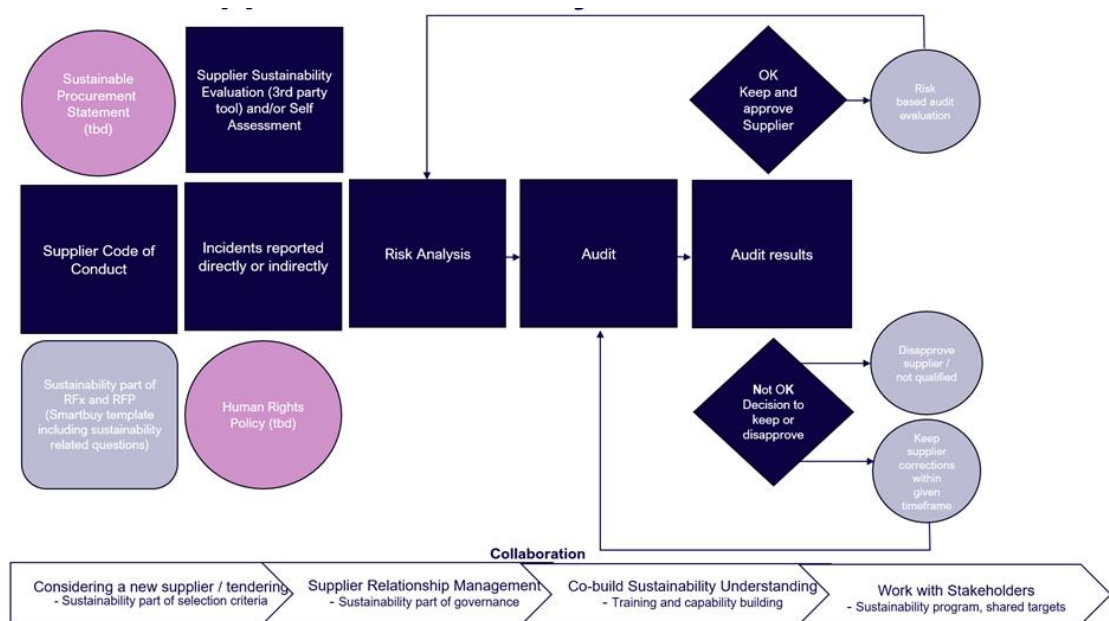 Sustainable
Procurement
Statement
(tbd)
Supplier Sustainability
Evaluation (3rd party
tool) and/or Self
Assessment
OK
Keep and
approve
Supplier
Risk
based audit
evaluation
Supplier Code of
Conduct
Incidents reported
directly or indirectly
Risk Analysis
Audit
Audit results
Sustainability part of
RFx and RFP
(Smartbuy template
including sustainability
related questions)
Human Rights
Policy (tbd)
Not OK
Decision to
keep or
disapprove
Disapprove
supplier /
not qualified
Keep
supplier
corrections
within
given
timeframe
Collaboration
Considering a new supplier / tendering
- Sustainability part of selection criteria
Supplier Relationship Management
- Sustainability part of governance
Co-build Sustainability Understanding
- Training and capability building
Work with Stakeholders
- Sustainability program, shared targets